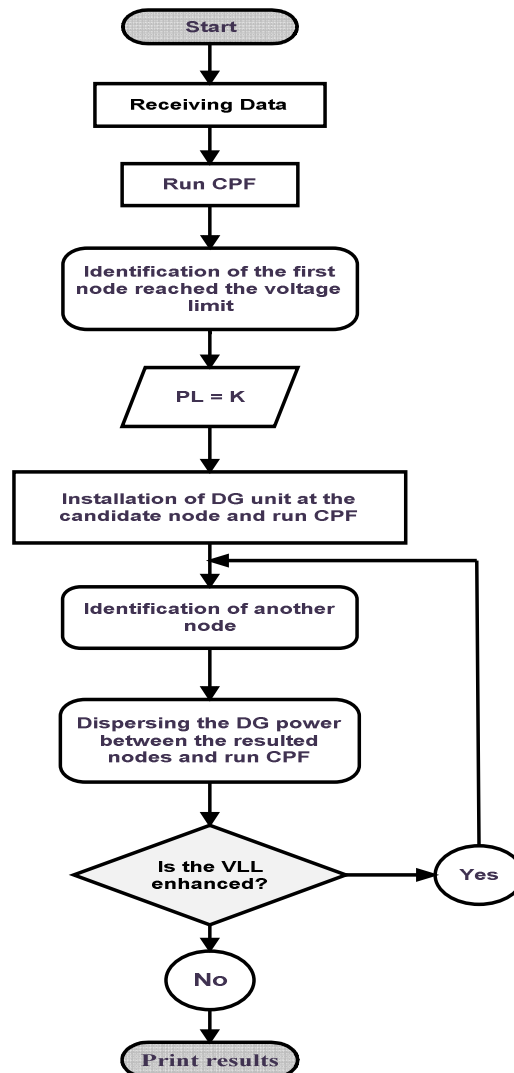 Start
Receiving Data
Run CPF
Identification of the first
node reached the voltage
limit
PL = K
Installation of DG unit at the
candidate node and run CPF
Identification of another
node
Dispersing the DG power
between the resulted
nodes and run CPF
Is the VLL
enhanced?
Yes
No
Print results